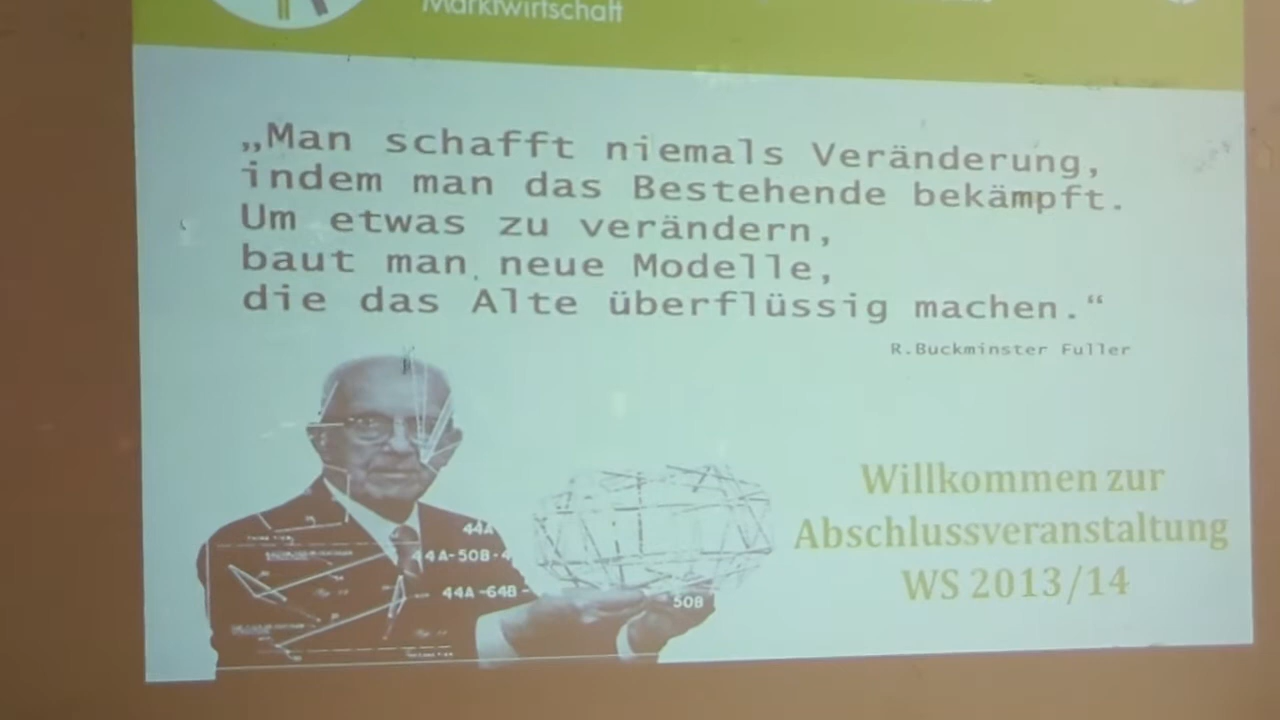 Marktwirtschaft
„Man schafft niemals Veränderung,
indem man das Bestehende bekämpft.
Um etwas zu verändern,
baut man neue Modelle,
die das Alte überflüssig machen.“
R.Buckminster Fuller
Willkommen zur
Abschlussveranstaltung
WS 2013/14
44A
44A-50B-4
44A-64B-
50B